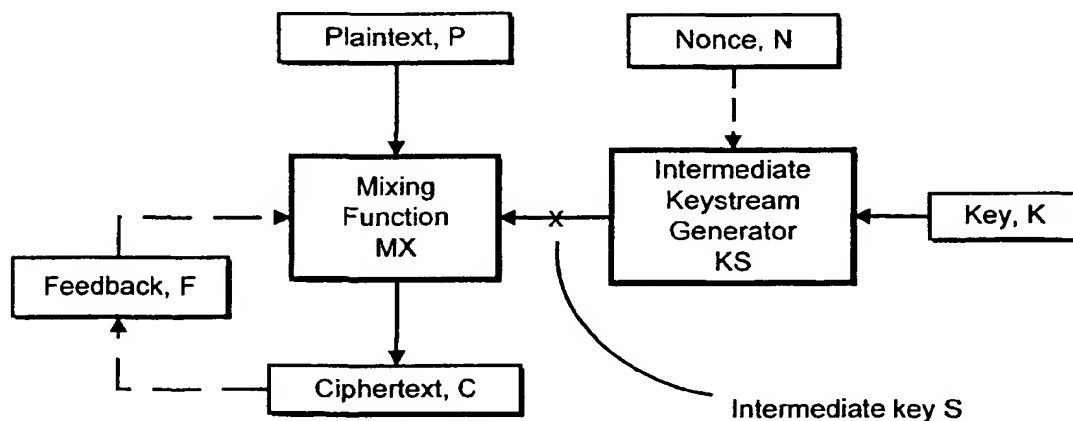 Plaintext, P
Nonce, N
Mixing
Function
MX
x
Intermediate
Keystream
Generator
KS
Key, K
Feedback, F
Ciphertext, C
Intermediate key S